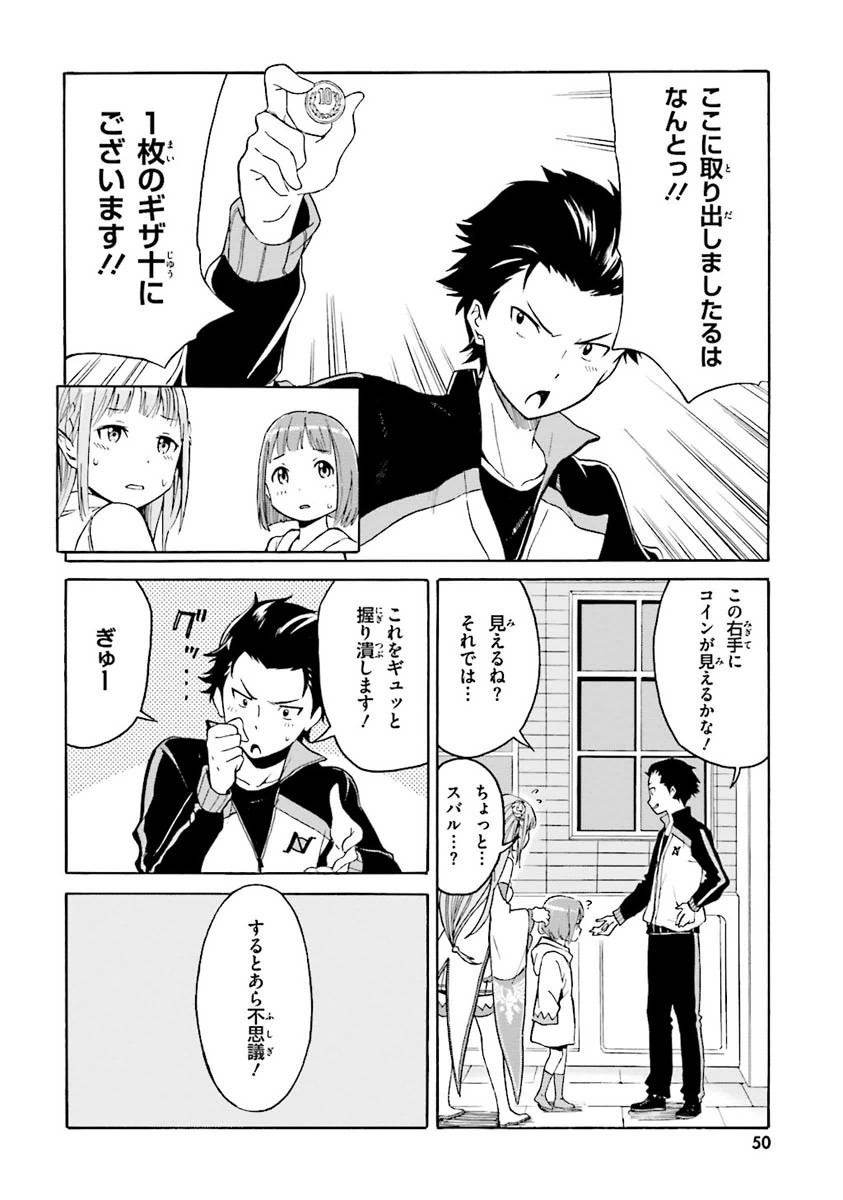 ここに取り出しましたるは
なんとっ!!
1枚のギザ十に
ございます!!
この右手に
コインが見えるかな!
見えるね?
それでは…
ちょっと…
スバル…?
これをギュッと
握り潰します!
グッ…
ぎゅー
するとあら不思議!
50